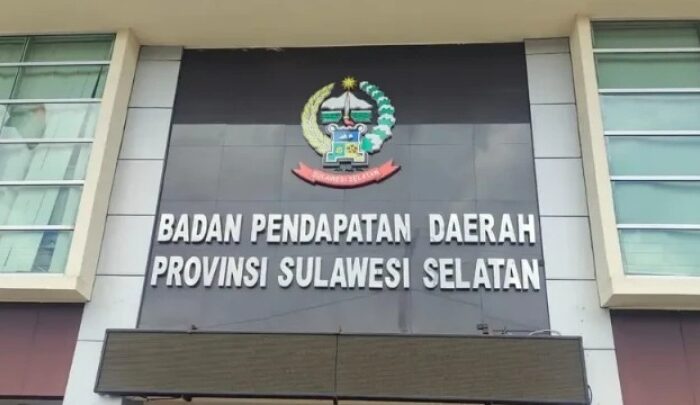 SULAWESI SELATAN
BADAN PENDAPATAN DAERAH
PROVINSI SULAWESI SELATAN